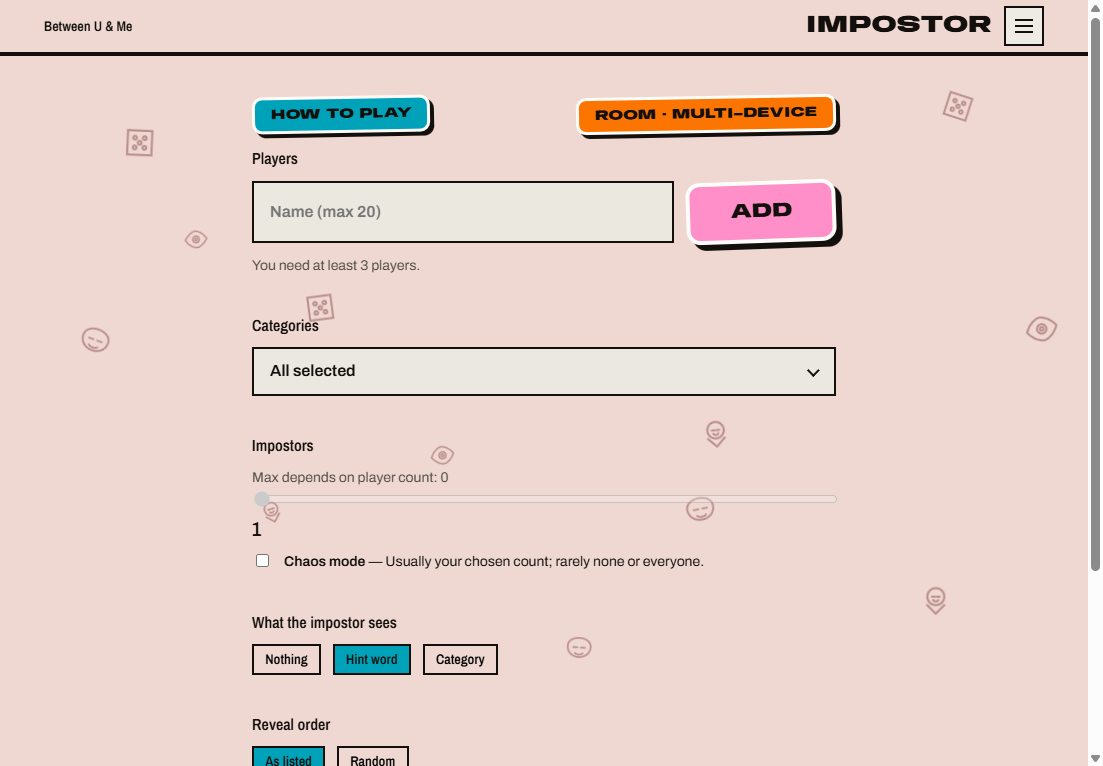 Between U & Me
IMPOSTOR
HOW TO PLAY
ROOM · MULTI-DEVICE
Players
Name (max 20)
ADD
You need at least 3 players.
Categories
All selected
Impostors
Max depends on player count: 0
1
Chaos mode — Usually your chosen count; rarely none or everyone.
What the impostor sees
Nothing
Hint word
Category
Reveal order
As listed
Random